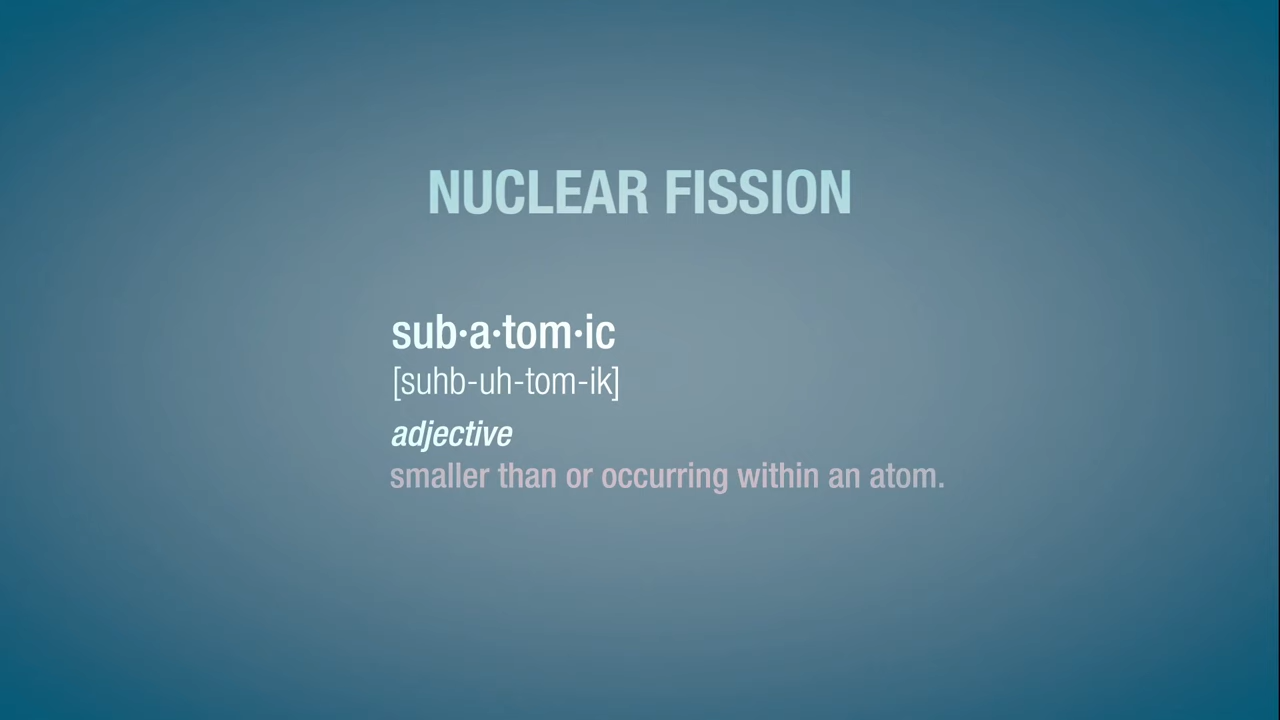 NUCLEAR FISSION
sub·a·tom·ic
[suhb-uh-tom-ik]
adjective
smaller than or occurring within an atom.